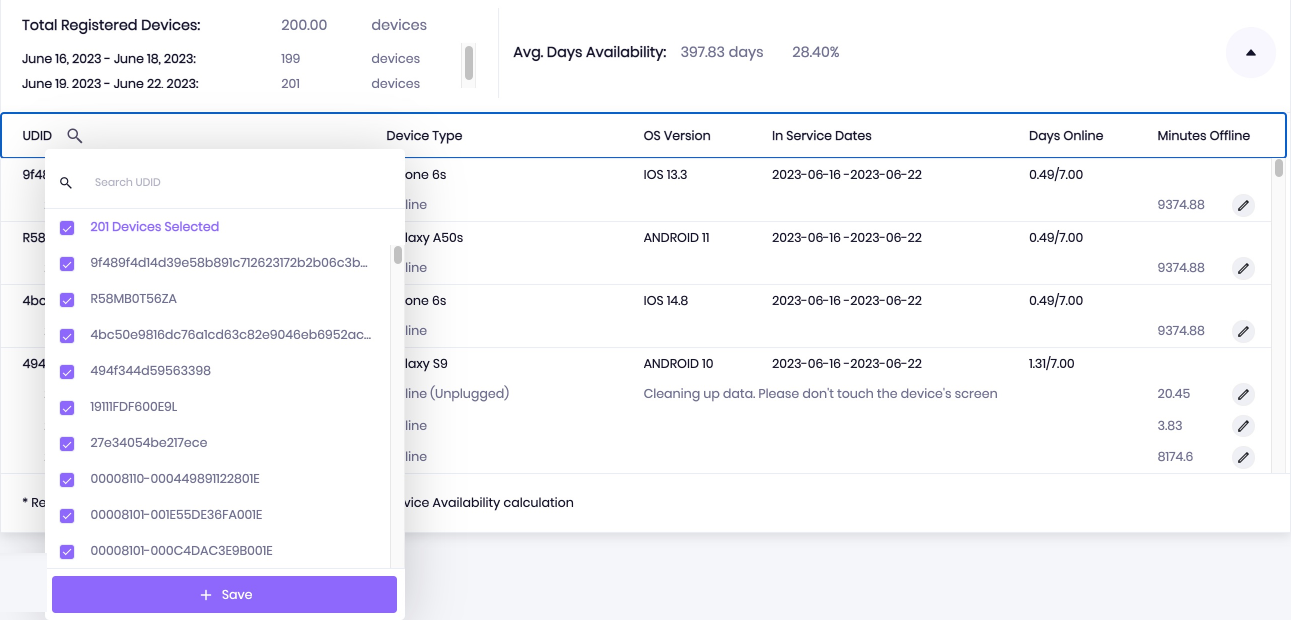 Total Registered Devices: 200.00 devices
June 16, 2023 - June 18, 2023: 199 devices
June 19, 2023 - June 22, 2023: 201 devices
Avg. Days Availability: 397.83 days 28.40%
UDID Device Type OS Version In Service Dates Days Online Minutes Offline
9f48 one 6s IOS 13.3 2023-06-16 -2023-06-22 0.49/7.00
line 9374.88
R58 laxy A50s ANDROID 11 2023-06-16 -2023-06-22 0.49/7.00
line 9374.88
4bc one 6s IOS 14.8 2023-06-16 -2023-06-22 0.49/7.00
line 9374.88
494 laxy S9 ANDROID 10 2023-06-16 -2023-06-22 1.31/7.00
line (Unplugged) Cleaning up data. Please don't touch the device's screen 20.45
line 3.83
line 8174.6
* Re vice Availability calculation
Search UDID
201 Devices Selected
9f489f4d14d39e58b891c712623172b2b06c3b...
R58MB0T56ZA
4bc50e9816dc76a1cd63c82e9046eb6952ac...
494f344d59563398
19111FDF600E9L
27e34054be217ece
00008110-000449891122801E
00008101-001E55DE36FA001E
00008101-000C4DAC3E9B001E
+ Save